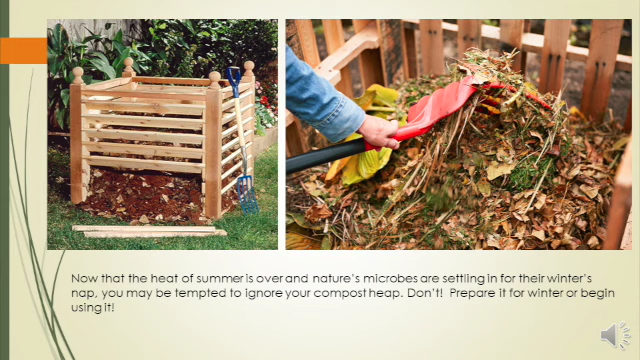 Now that the heat of summer is over and nature's microbes are settling in for their winter's
nap, you may be tempted to ignore your compost heap. Don't!  Prepare it for winter or begin
using it!